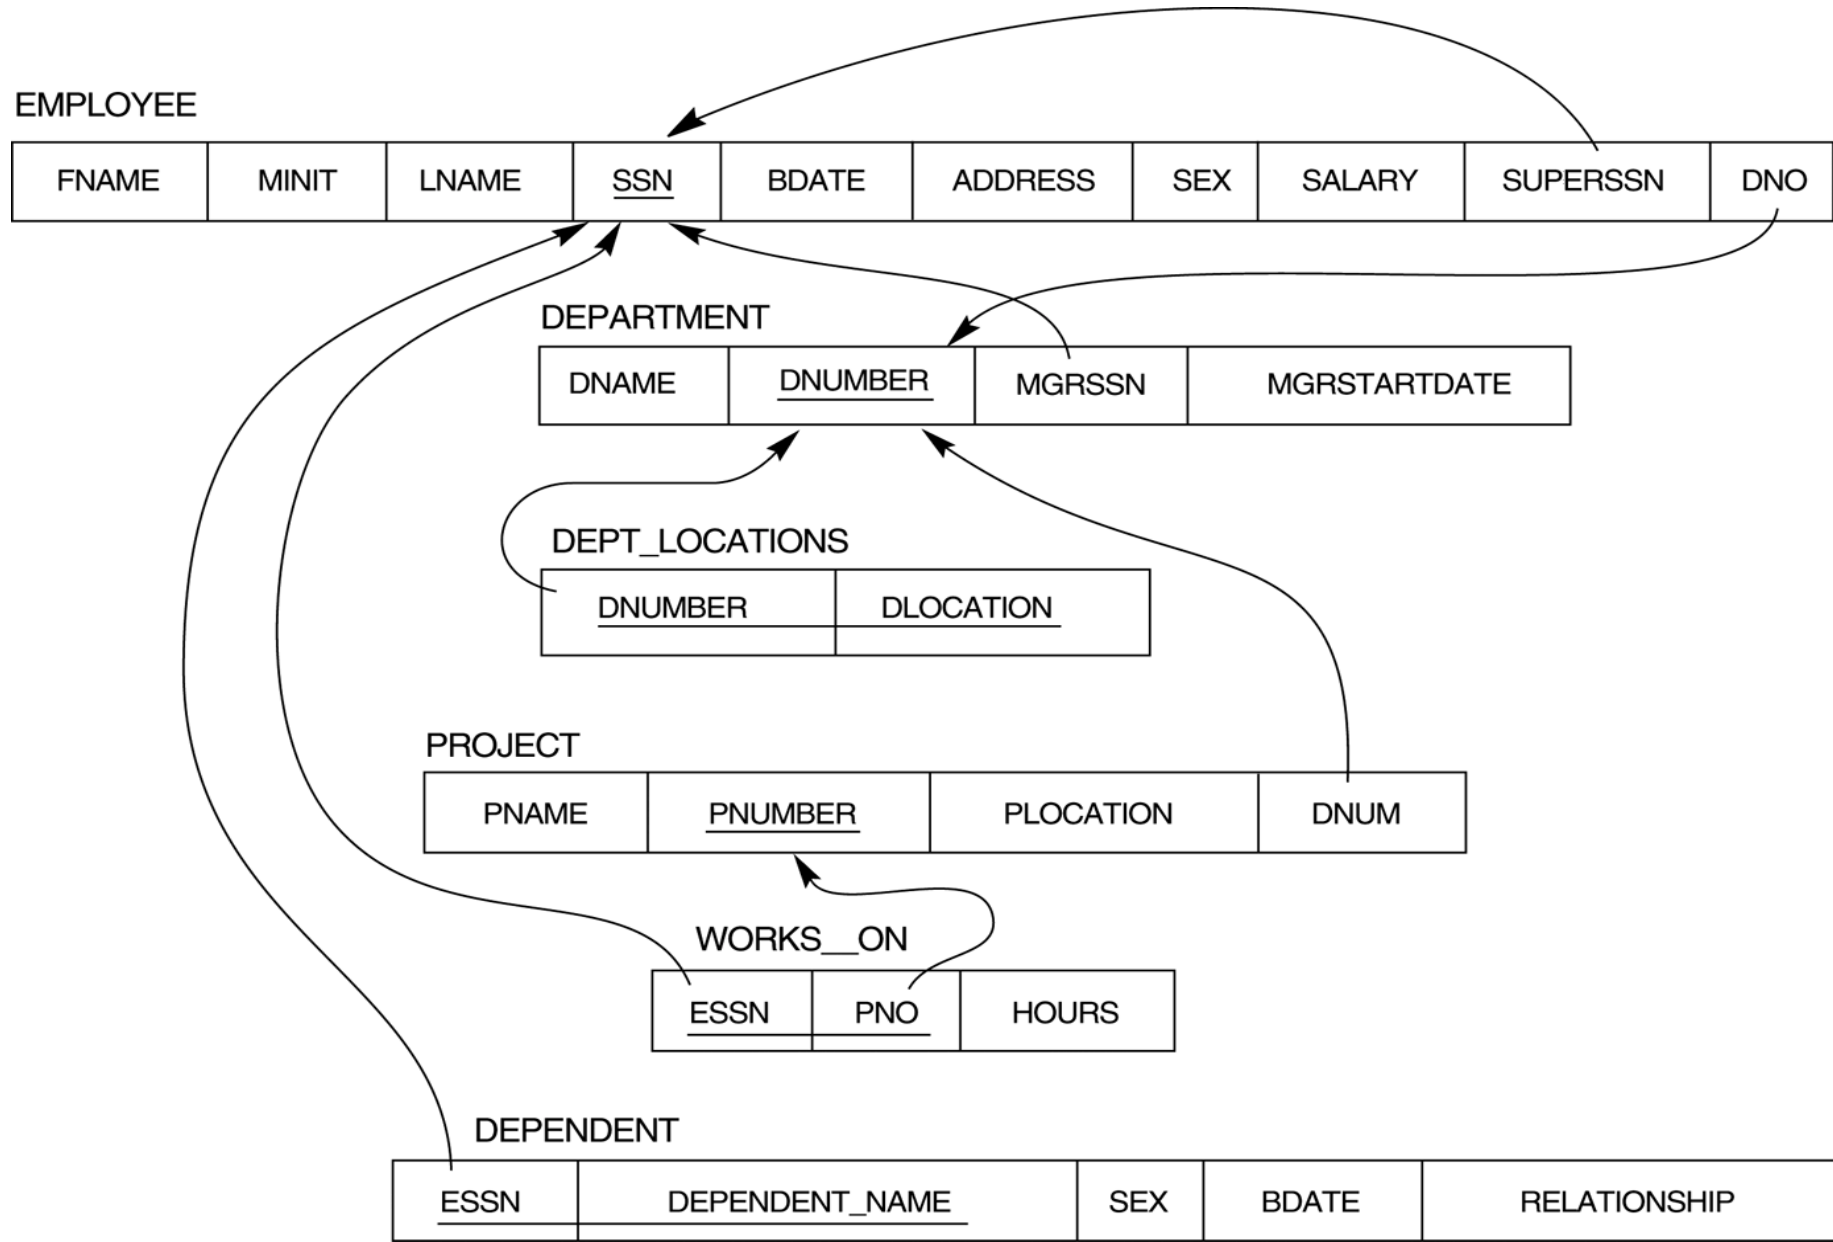 EMPLOYEE
FNAME MINIT LNAME SSN BDATE ADDRESS SEX SALARY SUPERSSN DNO
DEPARTMENT
DNAME DNUMBER MGRSSN MGRSTARTDATE
DEPT_LOCATIONS
DNUMBER DLOCATION
PROJECT
PNAME PNUMBER PLOCATION DNUM
WORKS__ON
ESSN PNO HOURS
DEPENDENT
ESSN DEPENDENT_NAME SEX BDATE RELATIONSHIP